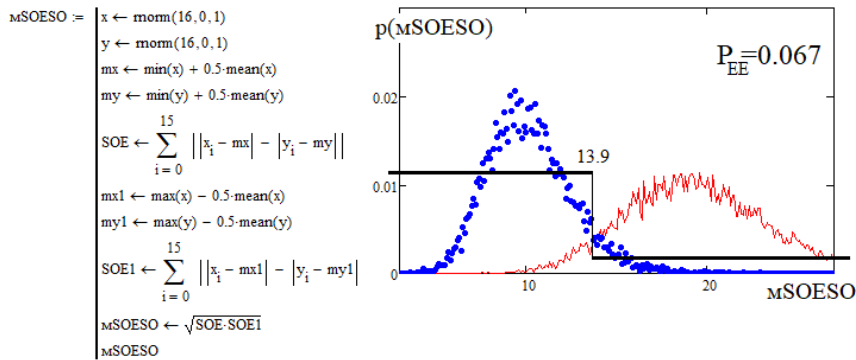 мSOESO := x ← rnorm(16,0,1)
y ← rnorm(16,0,1)
mx ← min(x) + 0.5·mean(x)
my ← min(y) + 0.5·mean(y)
15
SOE ← ∑ ||x_i − mx| − |y_i − my||
i = 0
mx1 ← max(x) − 0.5·mean(x)
my1 ← max(y) − 0.5·mean(y)
15
SOE1 ← ∑ ||x_i − mx1| − |y_i − my1|
i = 0
мSOESO ← √SOE·SOE1
мSOESO
p(мSOESO)
P_EE=0.067
0.02
13.9
0.01
0
10
20
мSOESO